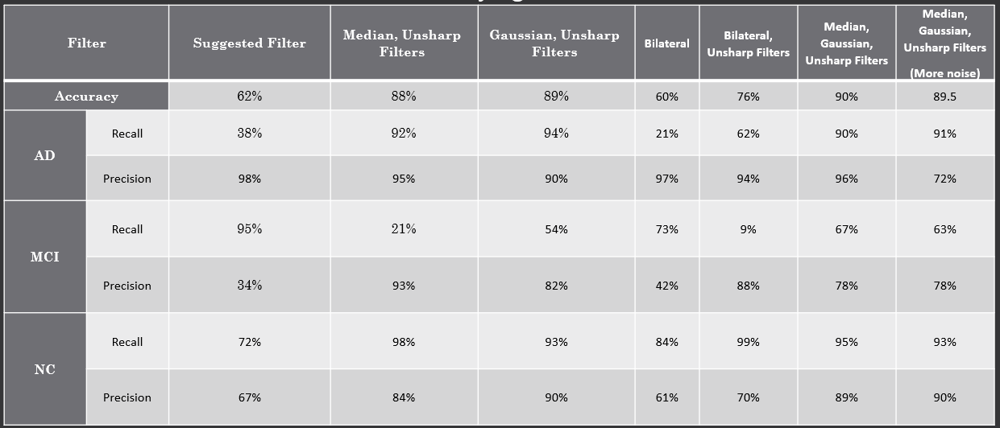 Filter
Suggested Filter
Median, Unsharp
Filters
Gaussian, Unsharp
Filters
Bilateral
Bilateral,
Unsharp Filters
Median,
Gaussian,
Unsharp Filters
Median,
Gaussian,
Unsharp Filters
(More noise)
Accuracy 62% 88% 89% 60% 76% 90% 89.5
AD
Recall 38% 92% 94% 21% 62% 90% 91%
Precision 98% 95% 90% 97% 94% 96% 72%
MCI
Recall 95% 21% 54% 73% 9% 67% 63%
Precision 34% 93% 82% 42% 88% 78% 78%
NC
Recall 72% 98% 93% 84% 99% 95% 93%
Precision 67% 84% 90% 61% 70% 89% 90%